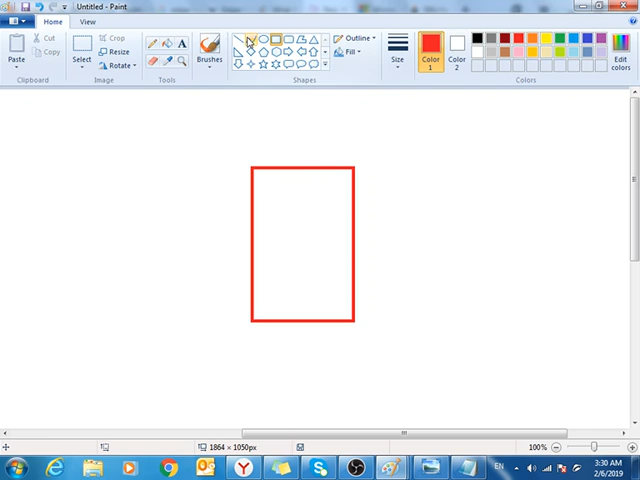 Untitled - Paint
Home View
Paste
Cut
Copy
Clipboard
Select
Crop
Resize
Rotate
Image
Tools
Brushes
Shapes
Outline
Fill
Size
Color 1
Color 2
Edit colors
Colors
1864 × 1050px
100%
EN
3:30 AM
2/6/2019